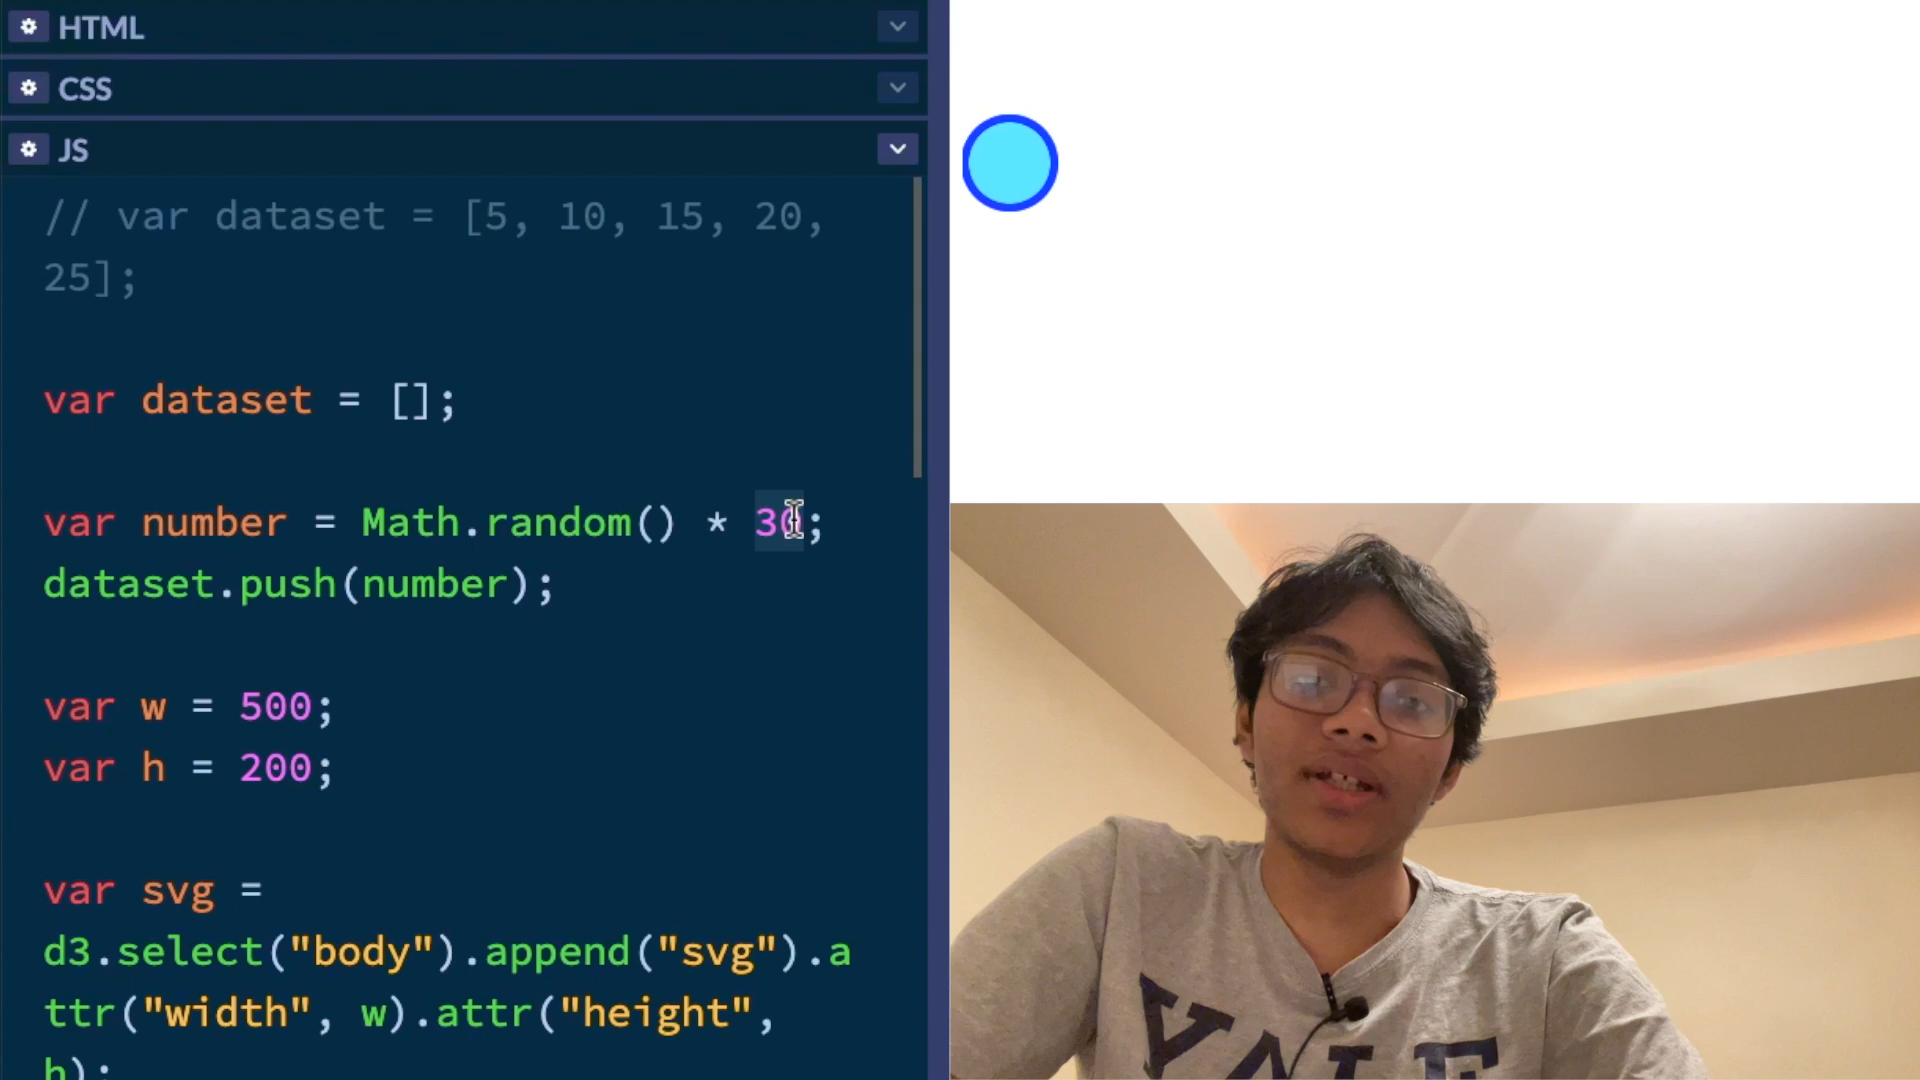 HTML
CSS
JS
// var dataset = [5, 10, 15, 20,
25];
var dataset = [];
var number = Math.random() * 30;
dataset.push(number);
var w = 500;
var h = 200;
var svg =
d3.select("body").append("svg").a
ttr("width", w).attr("height",
h);
YALE